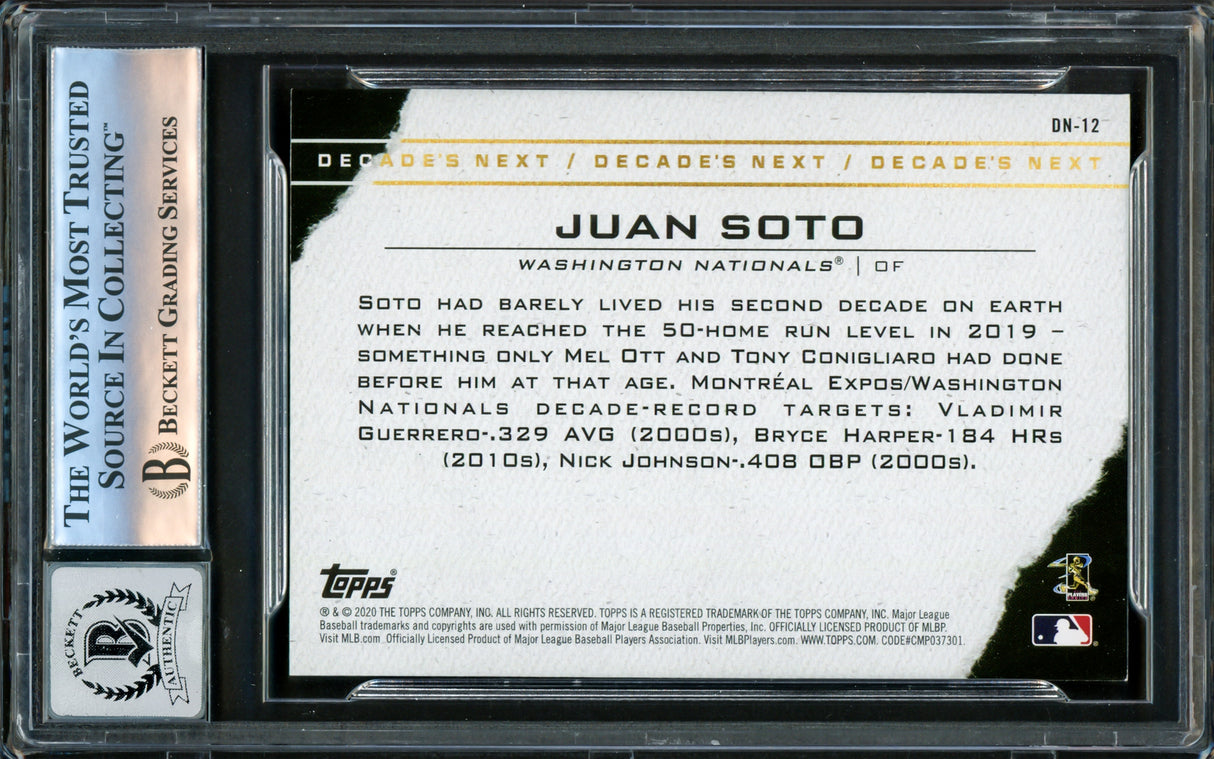 THE WORLD'S MOST TRUSTED
SOURCE IN COLLECTING™
B BECKETT GRADING SERVICES
BECKETT
B
AUTHENTIC
DN-12
DECADE'S NEXT / DECADE'S NEXT / DECADE'S NEXT
JUAN SOTO
WASHINGTON NATIONALS® | OF
SOTO HAD BARELY LIVED HIS SECOND DECADE ON EARTH
WHEN HE REACHED THE 50-HOME RUN LEVEL IN 2019 –
SOMETHING ONLY MEL OTT AND TONY CONIGLIARO HAD DONE
BEFORE HIM AT THAT AGE. MONTRÉAL EXPOS/WASHINGTON
NATIONALS DECADE-RECORD TARGETS: VLADIMIR
GUERRERO-.329 AVG (2000S), BRYCE HARPER-184 HRS
(2010S), NICK JOHNSON-.408 OBP (2000S).
topps®
® & © 2020 THE TOPPS COMPANY, INC. ALL RIGHTS RESERVED. TOPPS IS A REGISTERED TRADEMARK OF THE TOPPS COMPANY, INC. Major League
Baseball trademarks and copyrights are used with permission of Major League Baseball Properties, Inc. OFFICIALLY LICENSED PRODUCT OF MLBP.
Visit MLB.com Officially Licensed Product of Major League Baseball Players Association. Visit MLBPlayers.com. WWW.TOPPS.COM. CODE#CMP037301.
PLAYERS